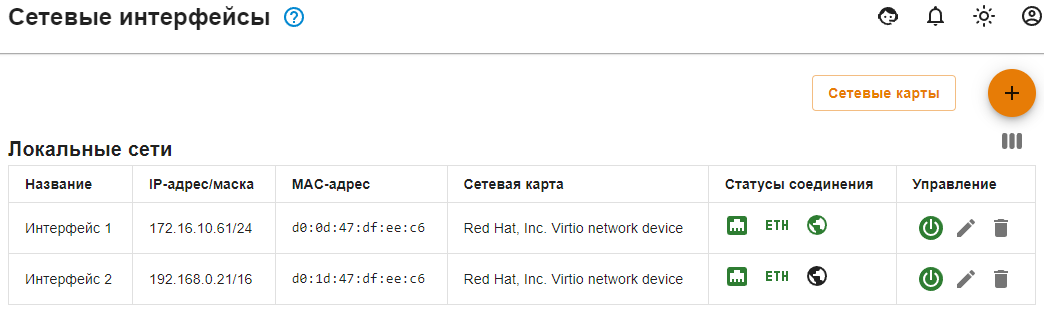 Сетевые интерфейсы
Сетевые карты
Локальные сети
Название IP-адрес/маска MAC-адрес Сетевая карта Статусы соединения Управление
Интерфейс 1 172.16.10.61/24 d0:0d:47:df:ee:c6 Red Hat, Inc. Virtio network device ETH
Интерфейс 2 192.168.0.21/16 d0:1d:47:df:ee:c6 Red Hat, Inc. Virtio network device ETH